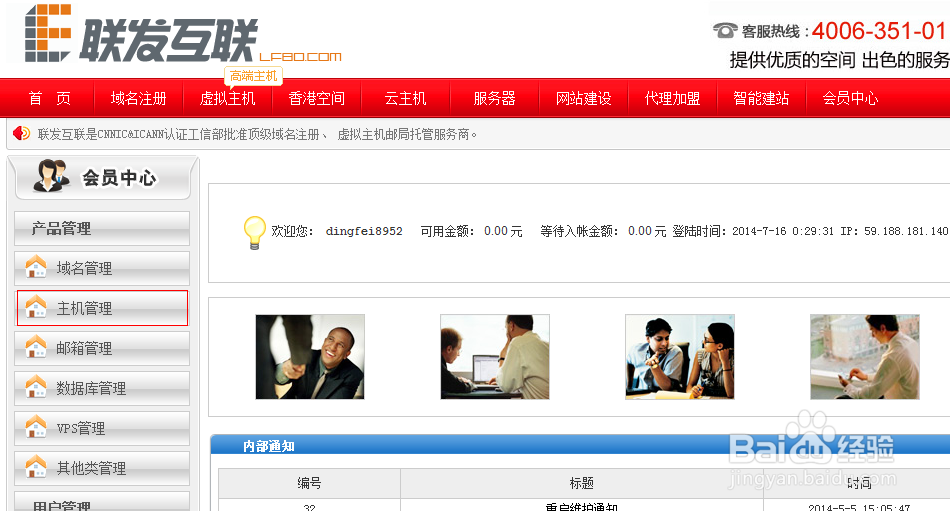 联发互联
LF80.COM
客服热线：4006-351-01
提供优质的空间 出色的服务
高端主机
首 页 域名注册 虚拟主机 香港空间 云主机 服务器 网站建设 代理加盟 智能建站 会员中心
联发互联是CNNIC&ICANN认证工信部批准顶级域名注册、 虚拟主机邮局托管服务商。
会员中心
产品管理
域名管理
主机管理
邮箱管理
数据库管理
VPS管理
其他类管理
用户管理
欢迎您： dingfei8952 可用金额： 0.00 元 等待入帐金额： 0.00 元 登陆时间：2014-7-16 0:29:31 IP：59.188.181.140
内部通知
编号 标题 时间
32 重启维护通知 2014-5-5 15:05:47
Baidu经验
jingyan.baidu.com